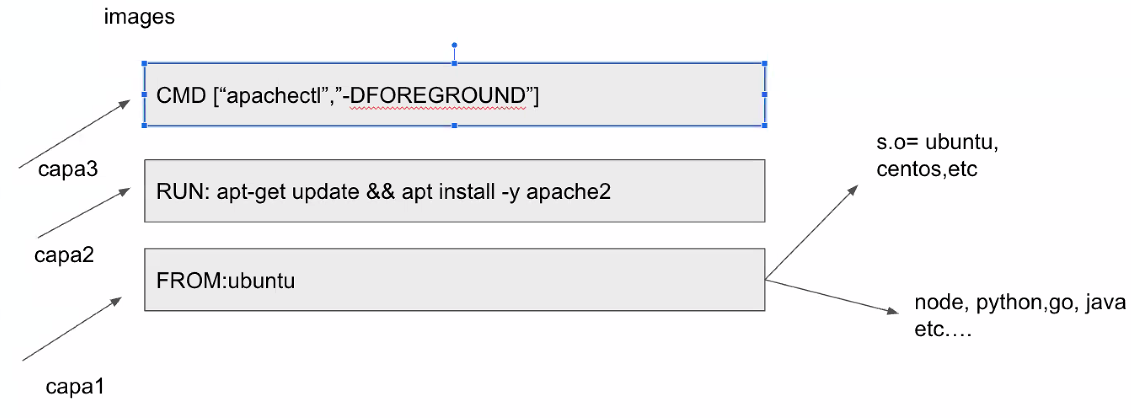 images
CMD [“apachectl”,”-DFOREGROUND”]
capa3
RUN: apt-get update && apt install -y apache2
capa2
FROM:ubuntu
capa1
s.o= ubuntu,
centos,etc
node, python,go, java
etc....